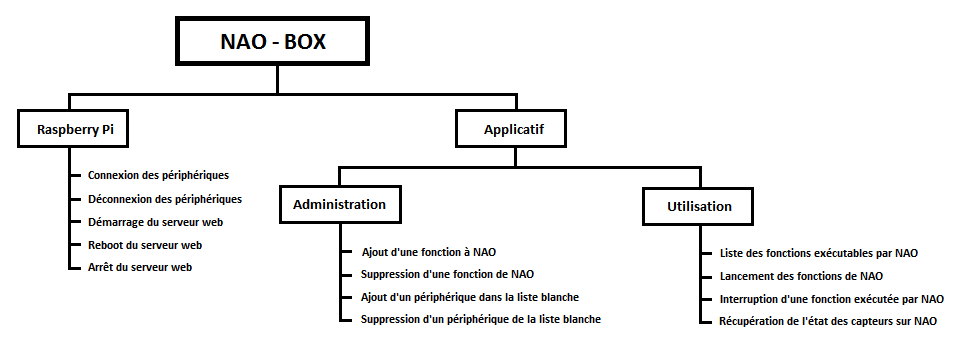 NAO - BOX
Raspberry Pi
Connexion des périphériques
Déconnexion des périphériques
Démarrage du serveur web
Reboot du serveur web
Arrêt du serveur web
Applicatif
Administration
Ajout d'une fonction à NAO
Suppression d'une fonction de NAO
Ajout d'un périphérique dans la liste blanche
Suppression d'un périphérique de la liste blanche
Utilisation
Liste des fonctions exécutables par NAO
Lancement des fonctions de NAO
Interruption d'une fonction exécutée par NAO
Récupération de l'état des capteurs sur NAO